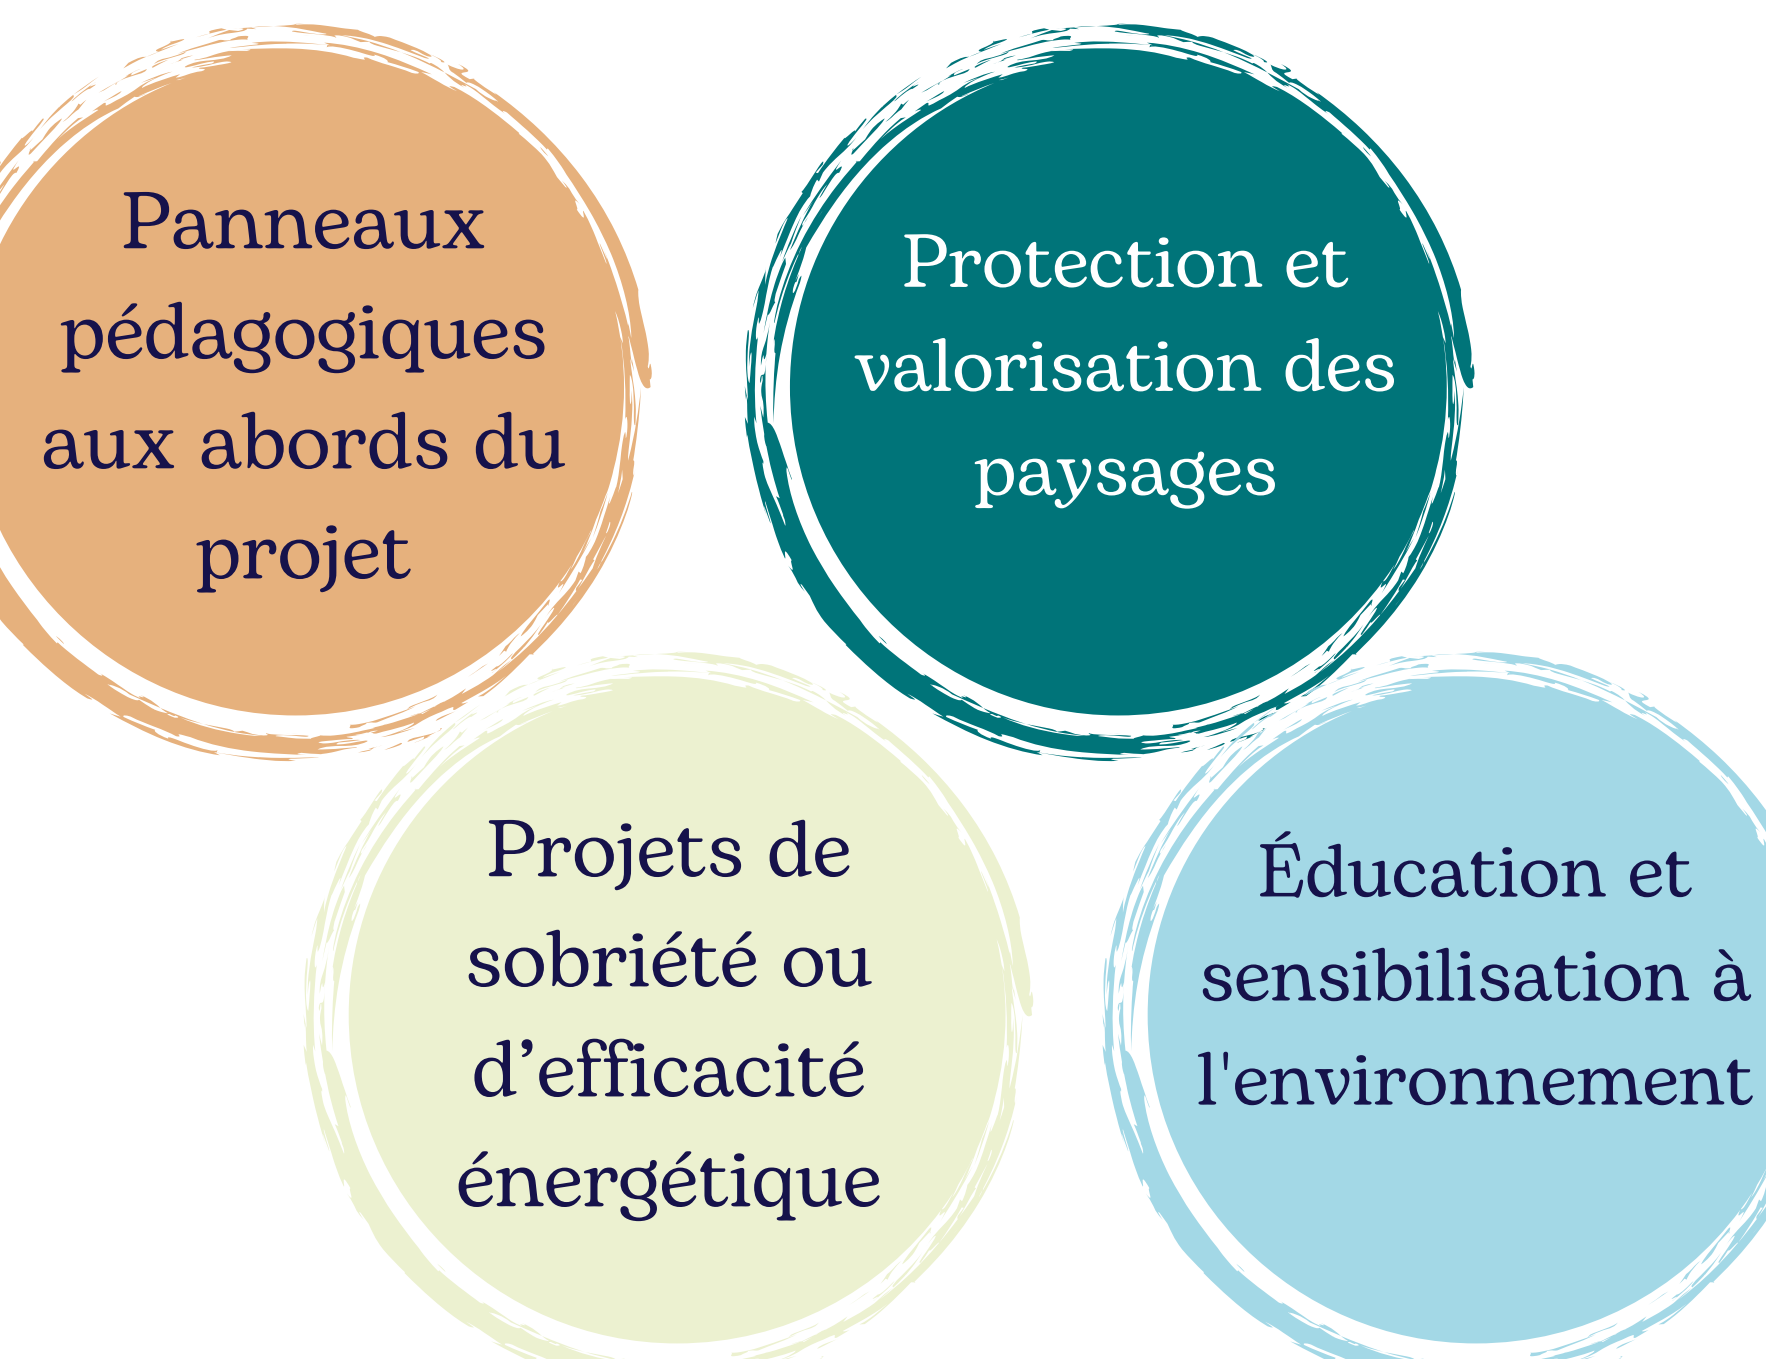 Panneaux
pédagogiques
aux abords du
projet
Protection et
valorisation des
paysages
Projets de
sobriété ou
d’efficacité
énergétique
Éducation et
sensibilisation à
l'environnement